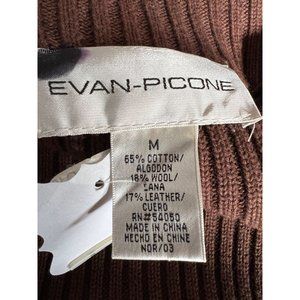 EVAN-PICONE
M
65% COTTON/
ALGODON
18% WOOL/
LANA
17% LEATHER/
CUERO
RN#54050
MADE IN CHINA
HECHO EN CHINE
NOR/03